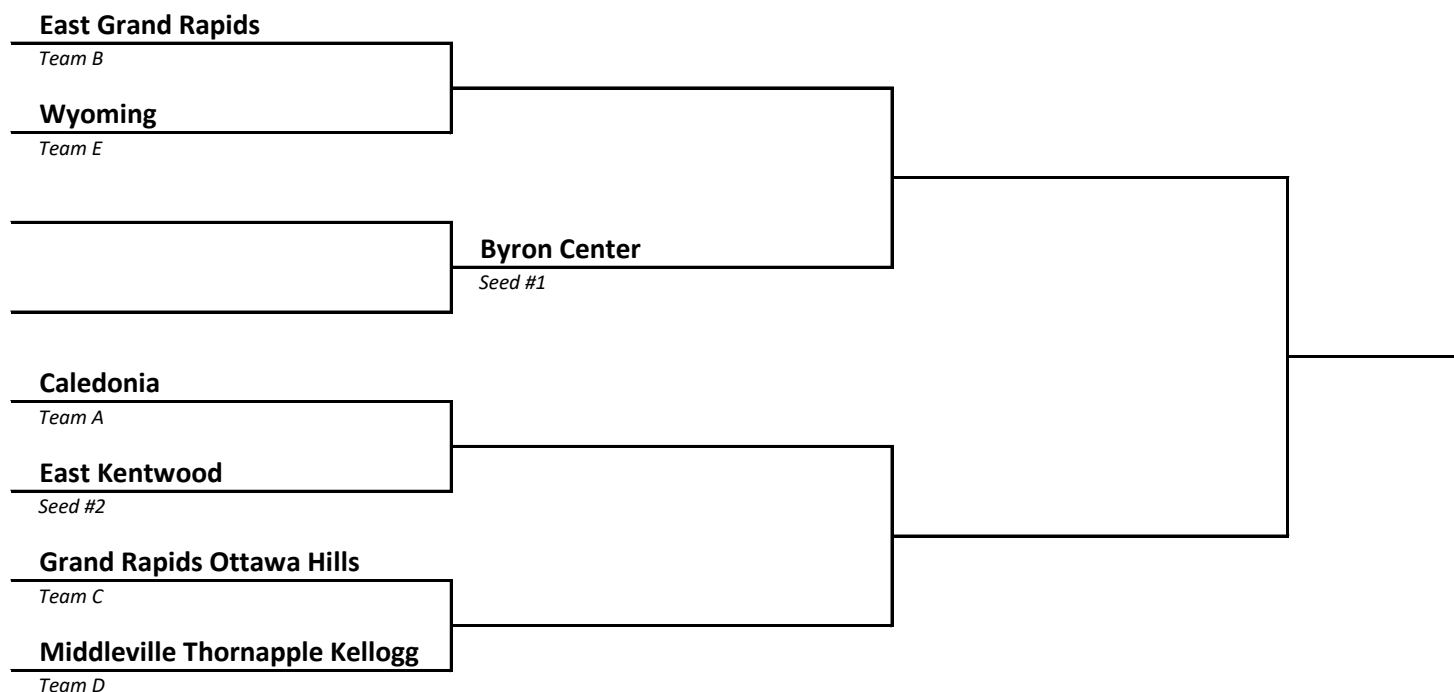 East Grand Rapids
Team B
Wyoming
Team E
Byron Center
Seed #1
Caledonia
Team A
East Kentwood
Seed #2
Grand Rapids Ottawa Hills
Team C
Middleville Thornapple Kellogg
Team D